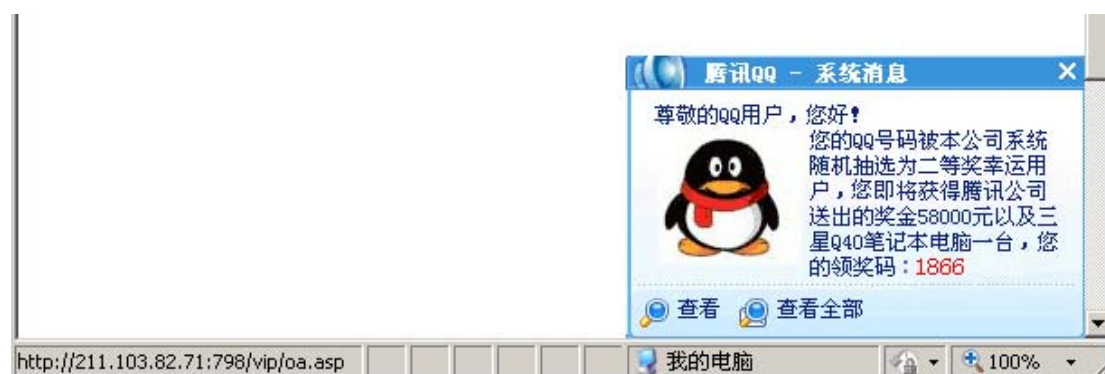 腾讯QQ - 系统消息
尊敬的QQ用户，您好！
您的QQ号码被本公司系统
随机抽选为二等奖幸运用
户，您即将获得腾讯公司
送出的奖金58000元以及三
星Q40笔记本电脑一台，您
的领奖码：1866
查看 查看全部
http://211.103.82.71:798/vip/oa.asp 我的电脑 100%